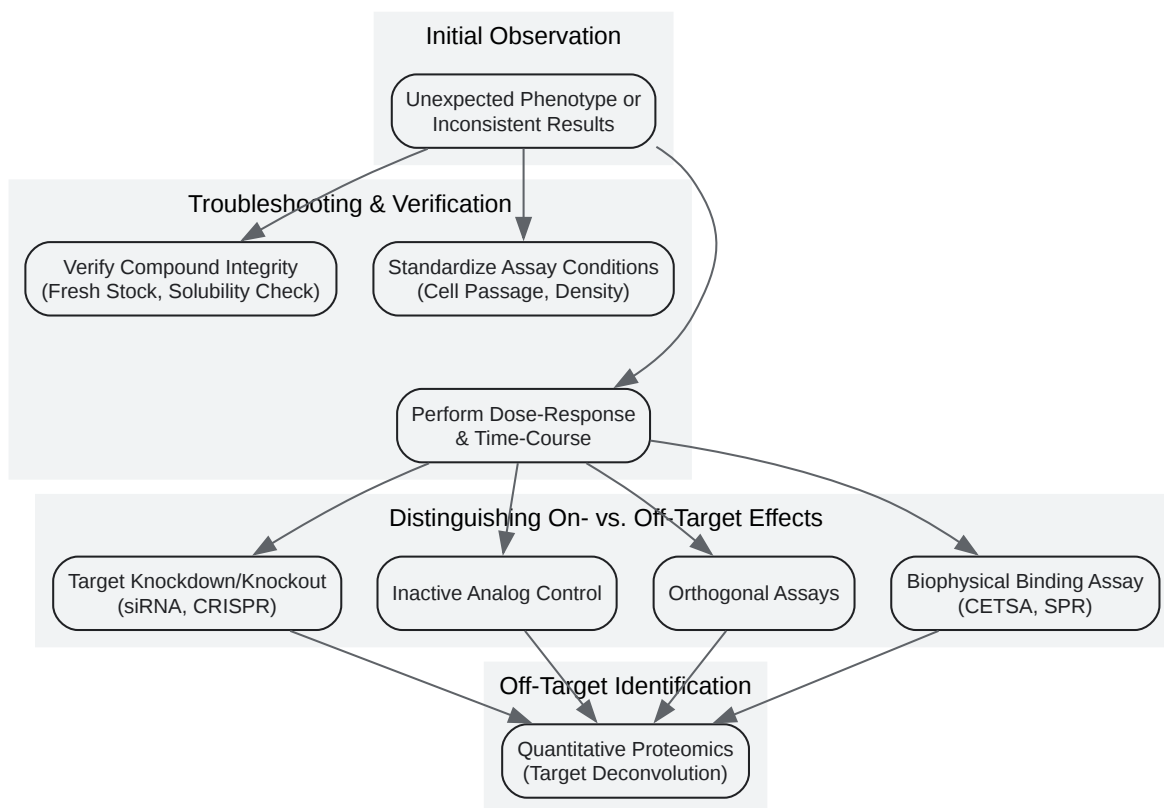 Initial Observation
Unexpected Phenotype or
Inconsistent Results
Troubleshooting & Verification
Verify Compound Integrity
(Fresh Stock, Solubility Check)
Standardize Assay Conditions
(Cell Passage, Density)
Perform Dose-Response
& Time-Course
Distinguishing On- vs. Off-Target Effects
Target Knockdown/Knockout
(siRNA, CRISPR)
Inactive Analog Control
Orthogonal Assays
Biophysical Binding Assay
(CETSA, SPR)
Off-Target Identification
Quantitative Proteomics
(Target Deconvolution)